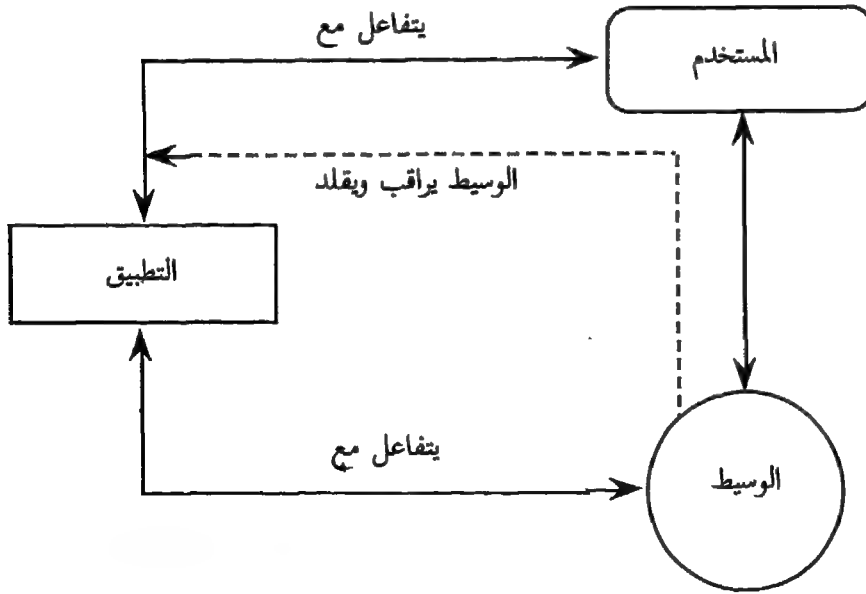 يتفاعل مع
المستخدم
الوسيط يراقب ويقلد
التطبيق
يتفاعل مع
الوسيط